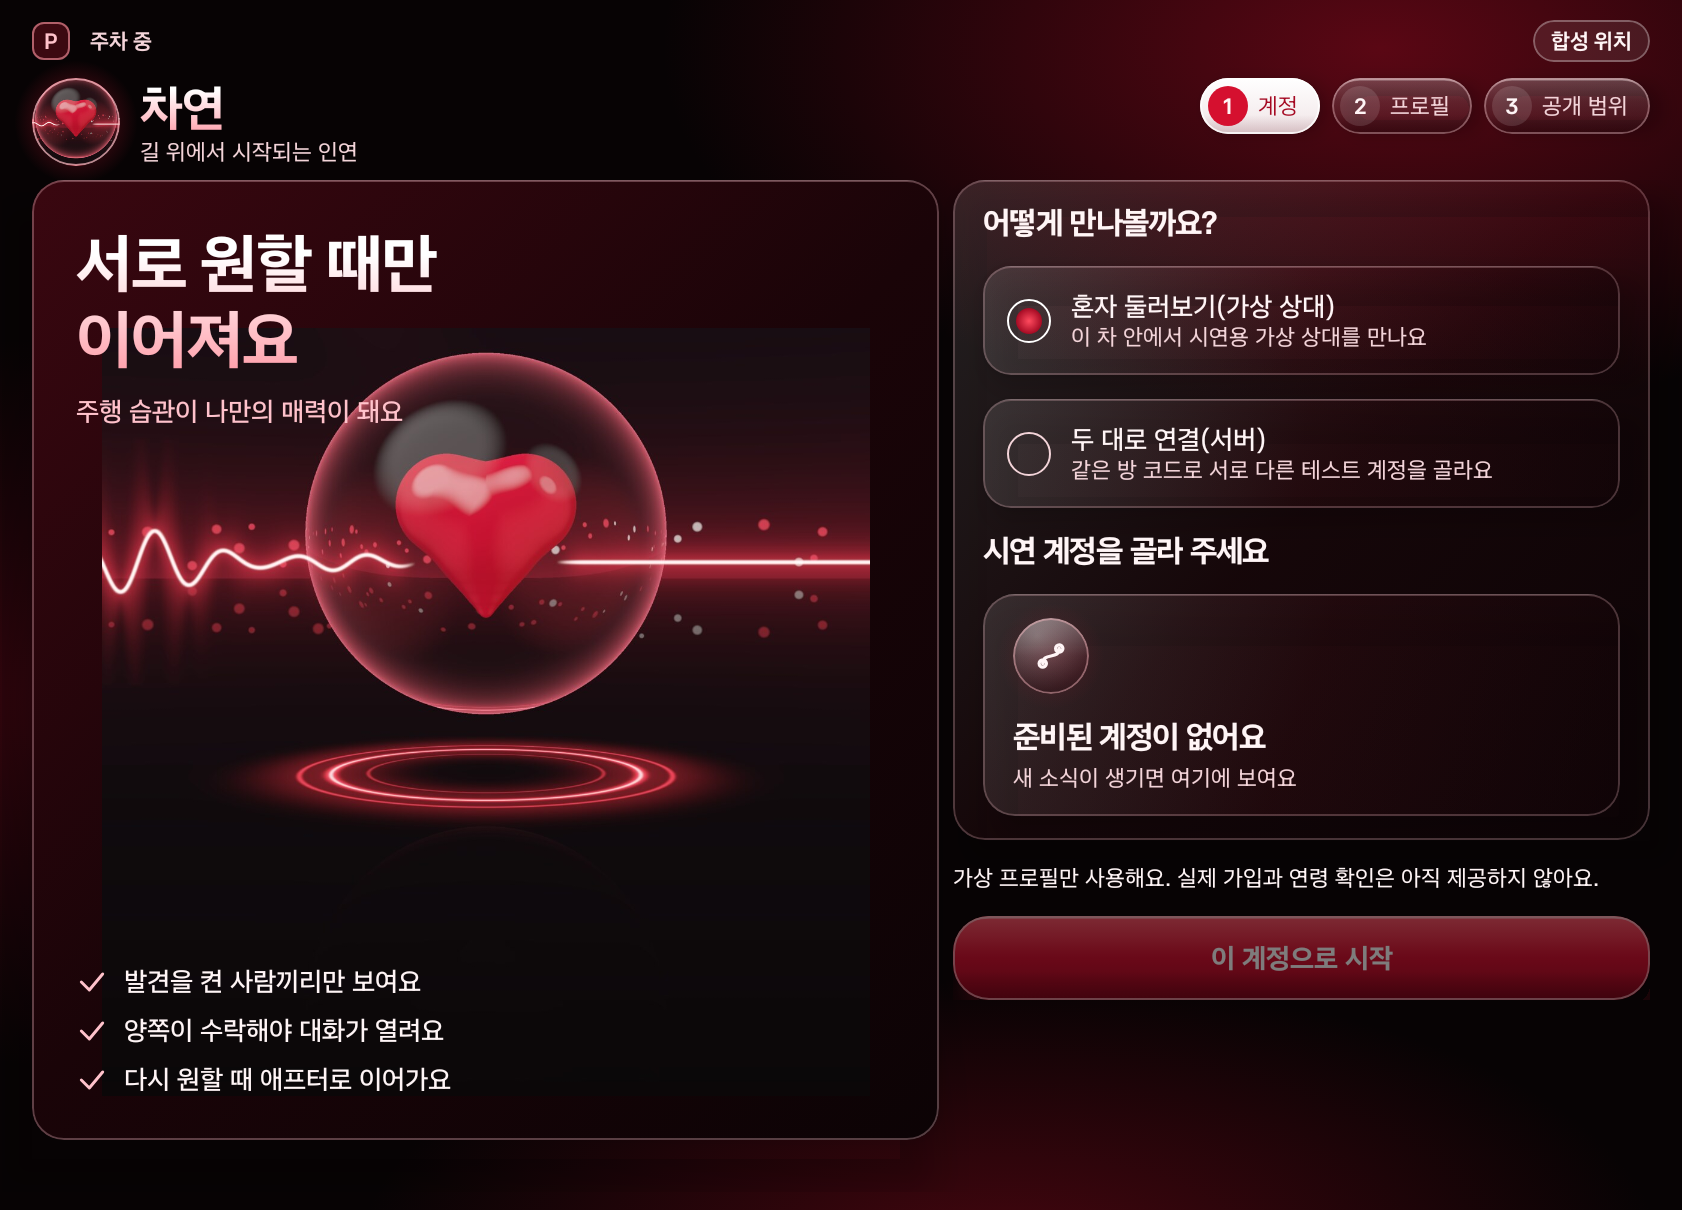 P 주차 중
합성 위치
차연
길 위에서 시작되는 인연
1 계정
2 프로필
3 공개 범위
서로 원할 때만
이어져요
주행 습관이 나만의 매력이 돼요
발견을 켠 사람끼리만 보여요
양쪽이 수락해야 대화가 열려요
다시 원할 때 애프터로 이어가요
어떻게 만나볼까요?
혼자 둘러보기(가상 상대)
이 차 안에서 시연용 가상 상대를 만나요
두 대로 연결(서버)
같은 방 코드로 서로 다른 테스트 계정을 골라요
시연 계정을 골라 주세요
준비된 계정이 없어요
새 소식이 생기면 여기에 보여요
가상 프로필만 사용해요. 실제 가입과 연령 확인은 아직 제공하지 않아요.
이 계정으로 시작